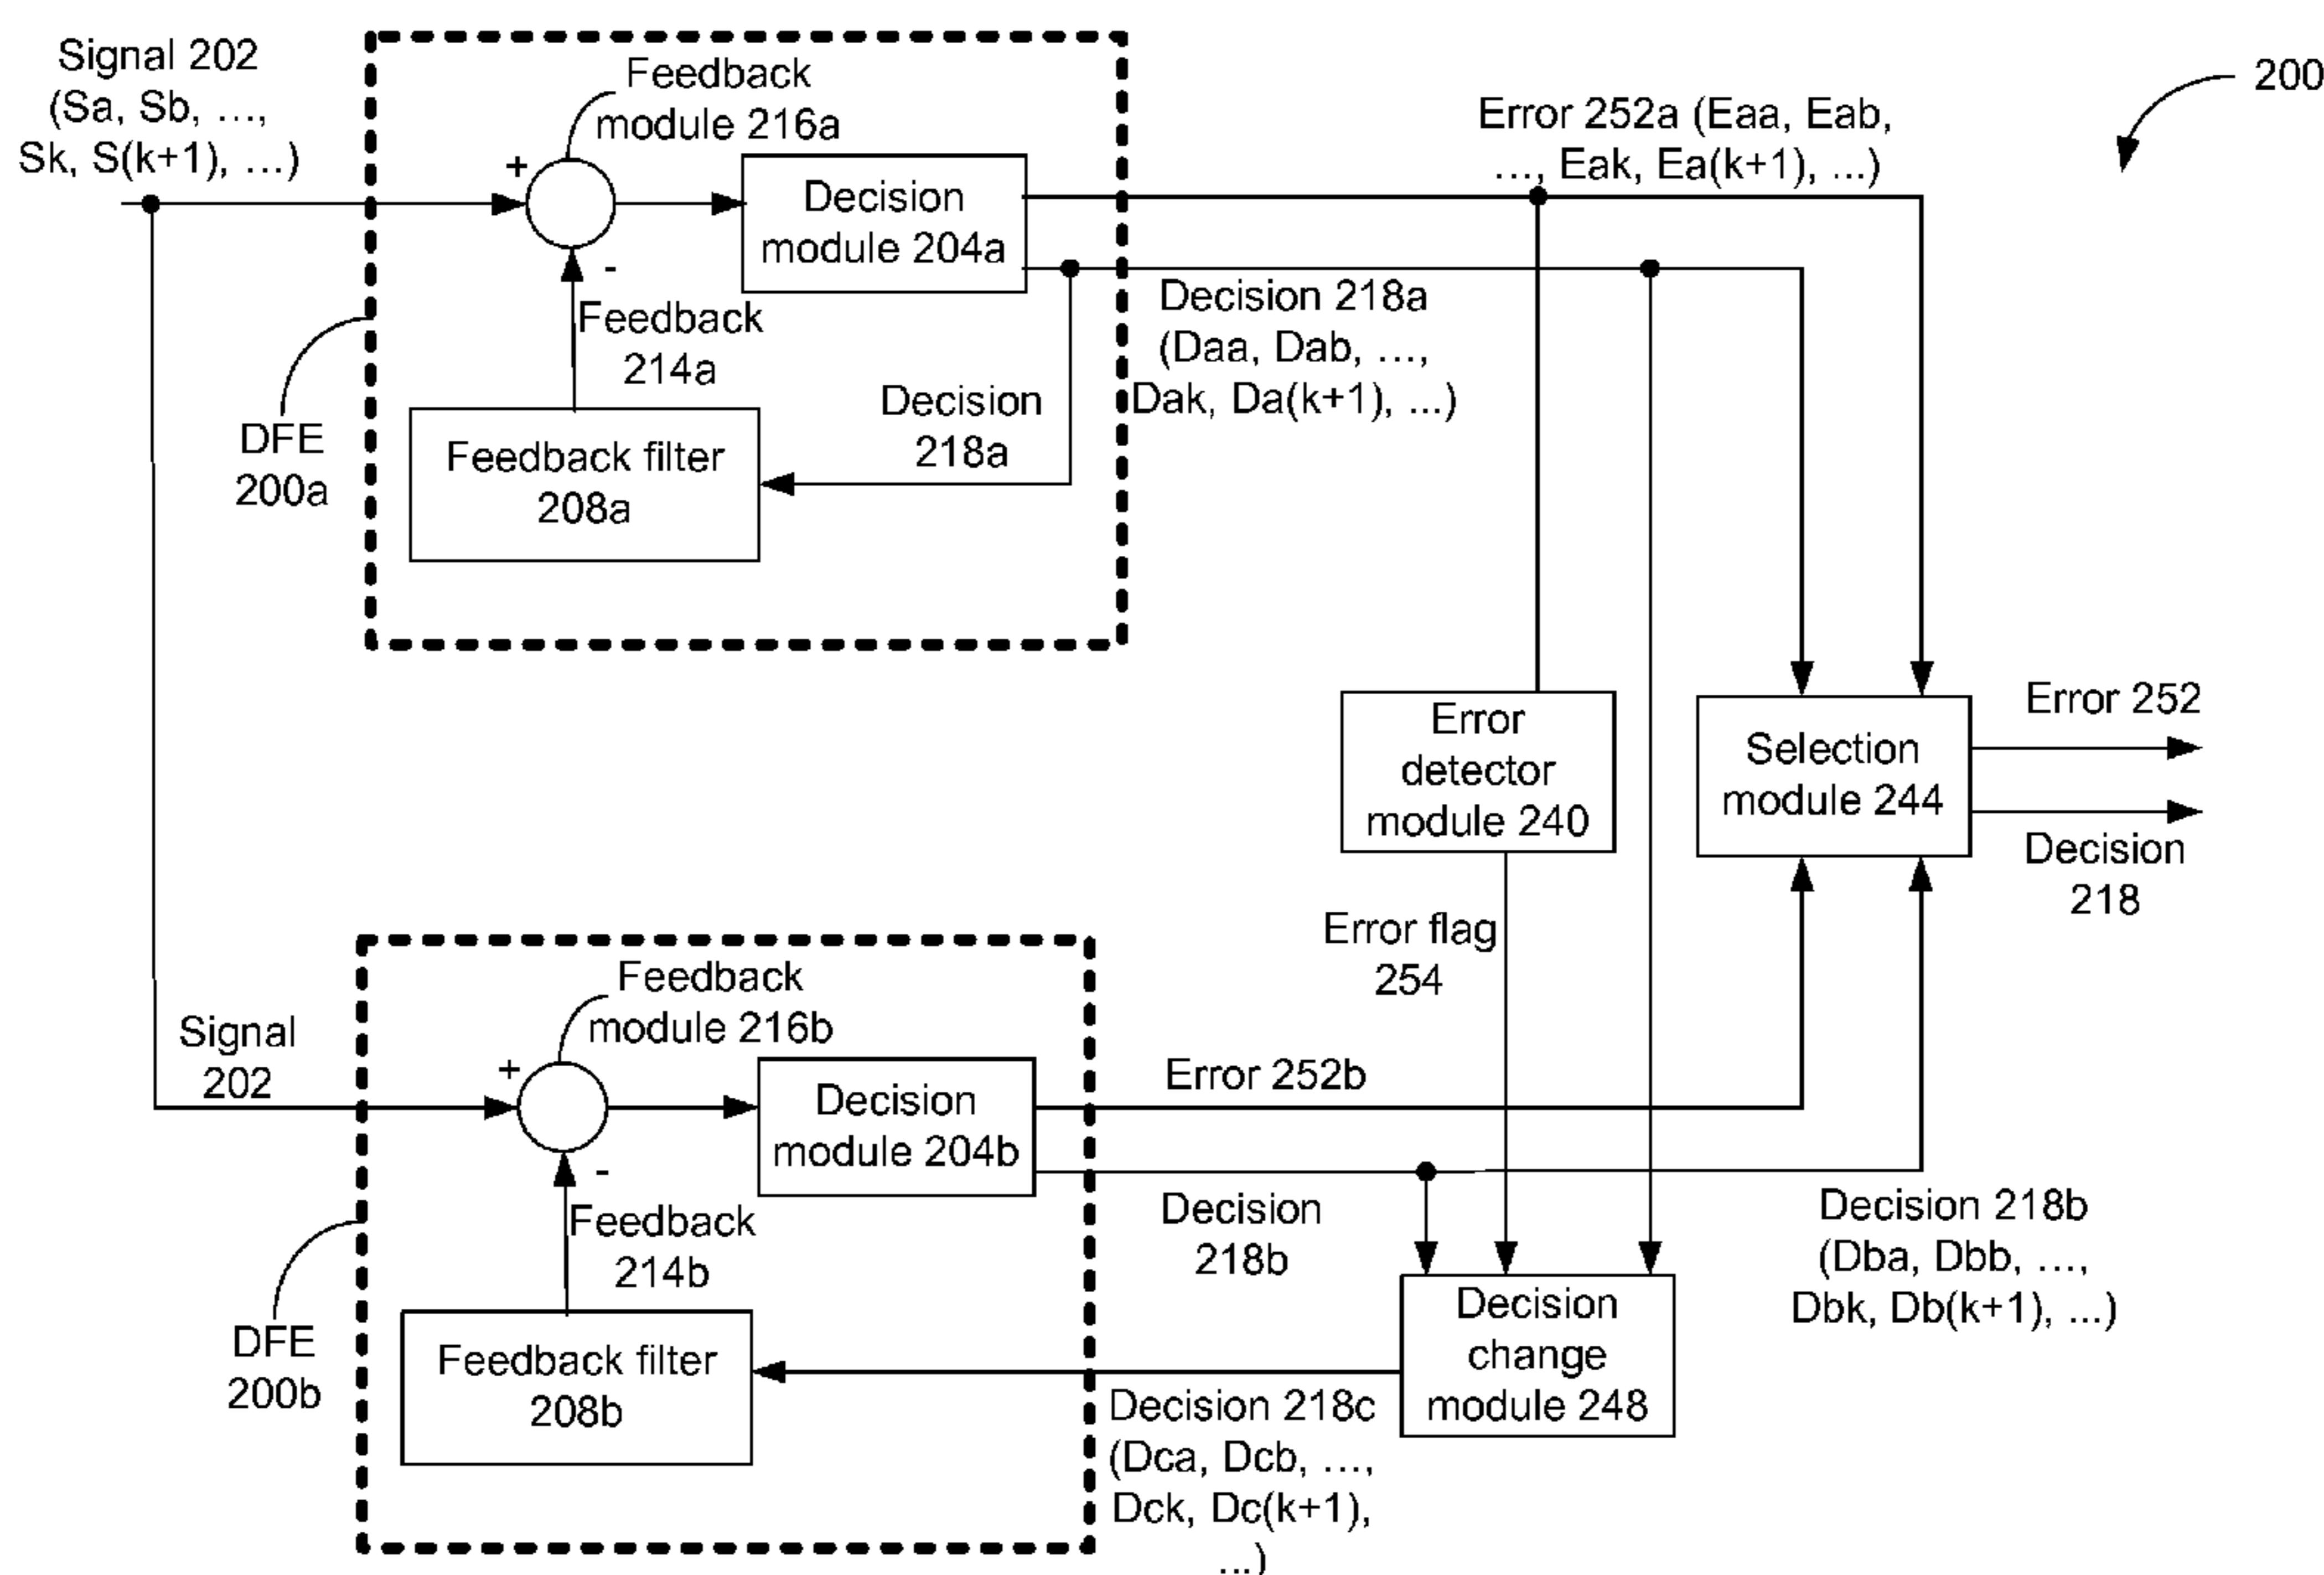 Signal 202
(Sa, Sb, ...,
Sk, S(k+1), ...)
Feedback
module 216a
+
-
Decision
module 204a
Feedback
214a
Decision
218a
Feedback filter
208a
DFE
200a
Error 252a (Eaa, Eab,
..., Eak, Ea(k+1), ...)
200
Decision 218a
(Daa, Dab, ...,
Dak, Da(k+1), ...)
Error
detector
module 240
Selection
module 244
Error 252
Decision
218
Error flag
254
Signal
202
Feedback
module 216b
+
-
Decision
module 204b
Feedback
214b
Feedback filter
208b
DFE
200b
Error 252b
Decision
218b
Decision 218b
(Dba, Dbb, ...,
Dbk, Db(k+1), ...)
Decision
change
module 248
Decision 218c
(Dca, Dcb, ...,
Dck, Dc(k+1),
...)